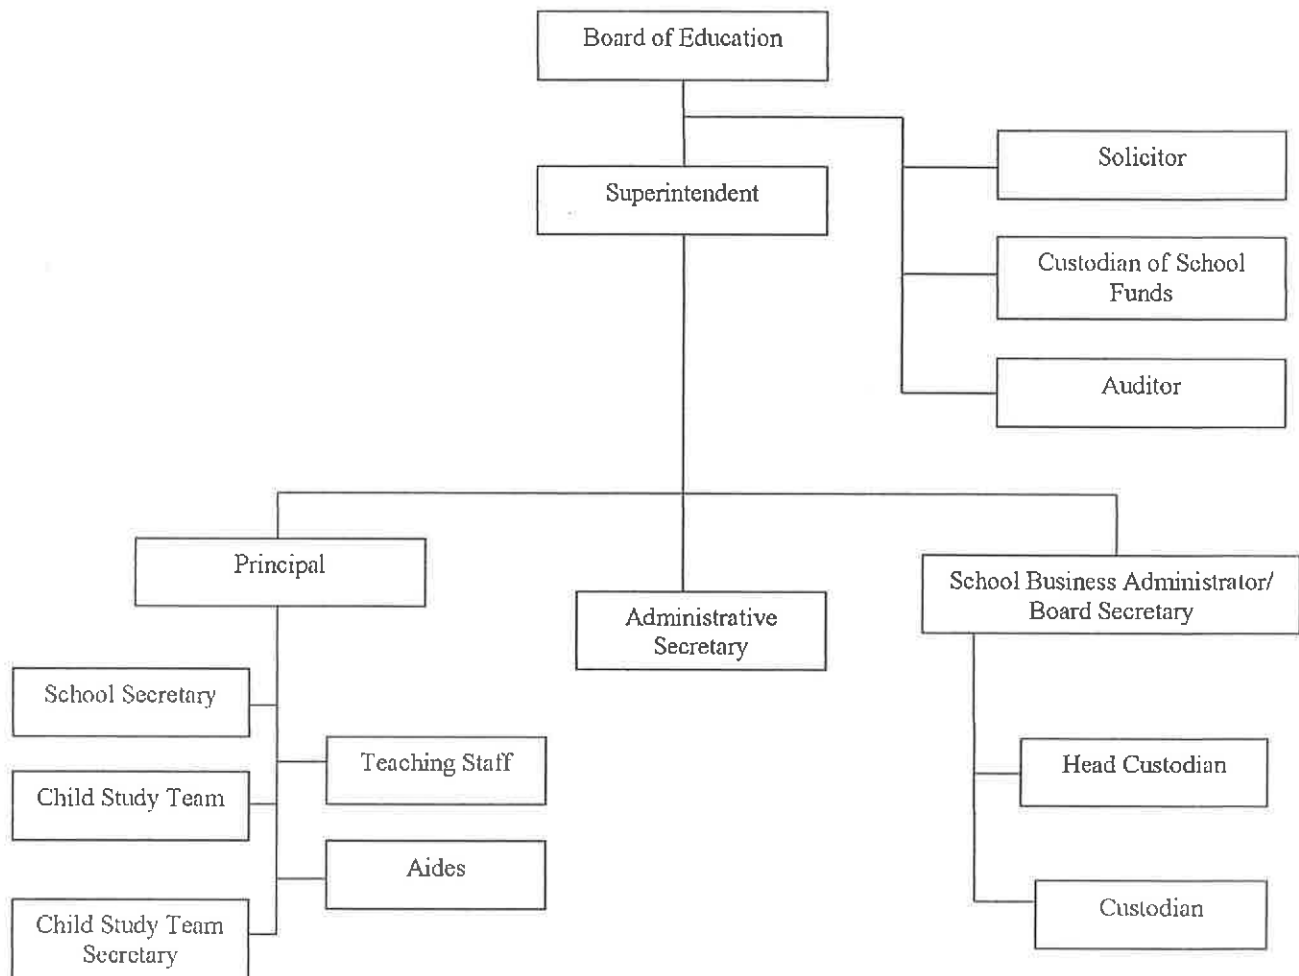 Board of Education
Superintendent
Solicitor
Custodian of School
Funds
Auditor
Principal
Administrative
Secretary
School Business Administrator/
Board Secretary
School Secretary
Teaching Staff
Child Study Team
Aides
Child Study Team
Secretary
Head Custodian
Custodian